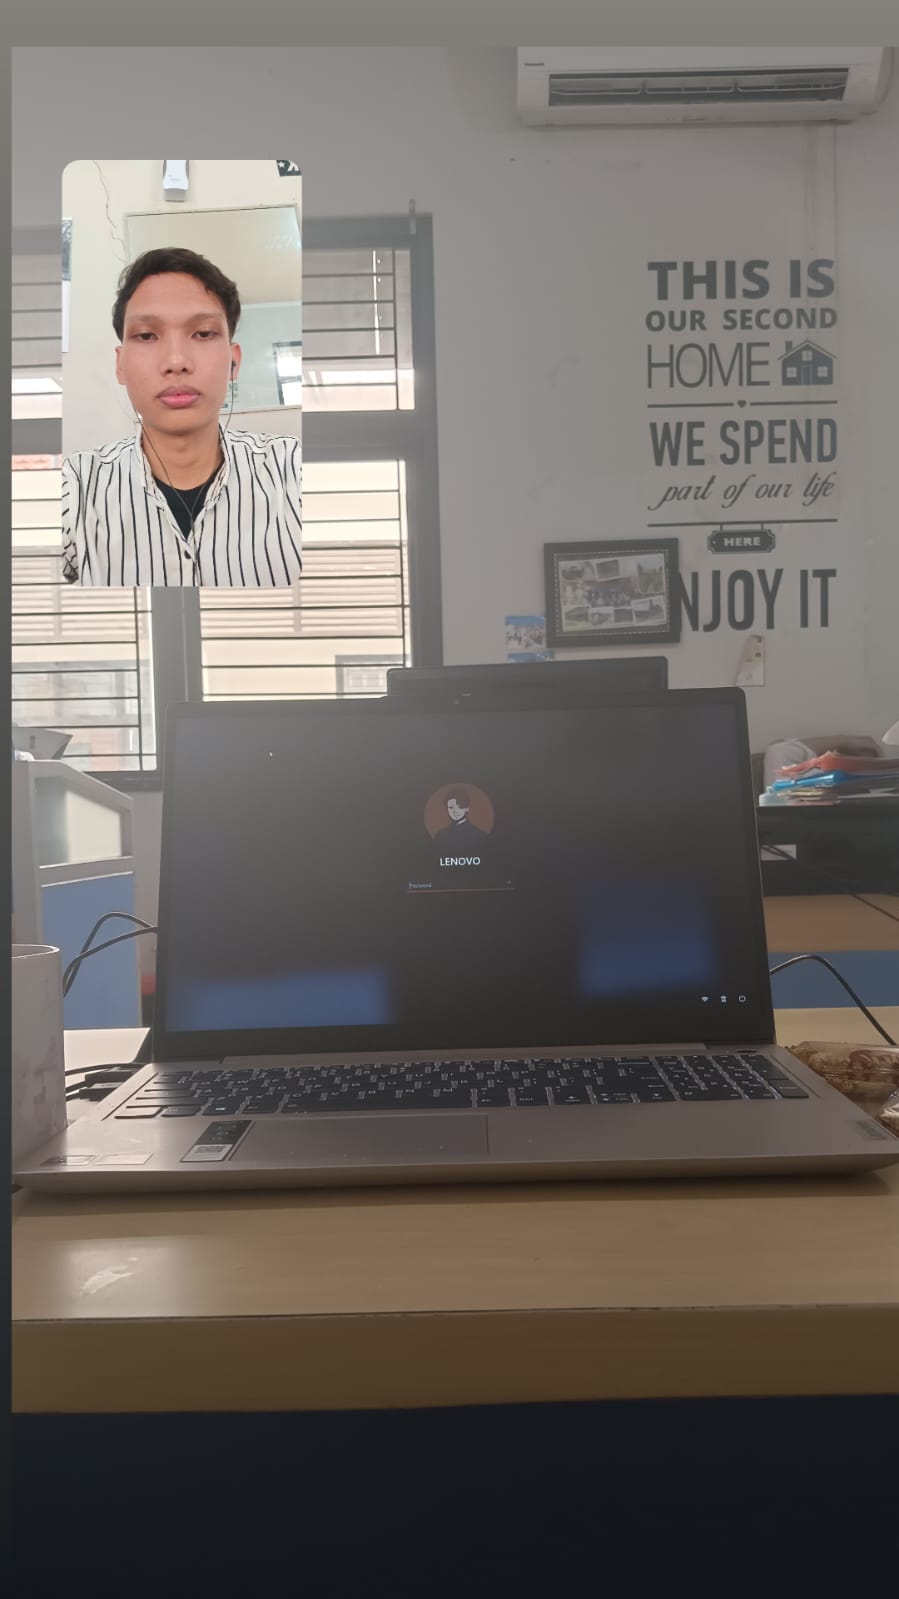 THIS IS
OUR SECOND
HOME
WE SPEND
part of our life
HERE
NJOY IT
LENOVO
Password